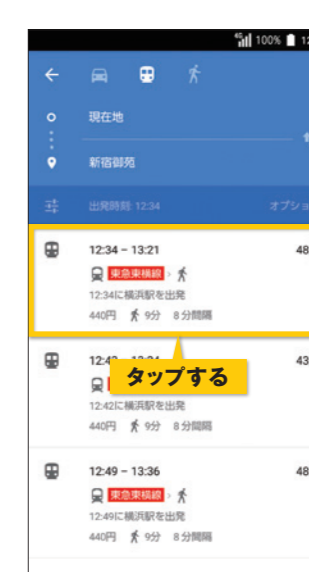 100%
現在地
新宿御苑
出発時刻 12:34
オプショ
12:34 – 13:21 48
東急東横線
12:34に横浜駅を出発
440円 9分 8分間隔
43
タップする
12:42に横浜駅を出発
440円 9分 8分間隔
12:49 – 13:36 48
東急東横線
12:49に横浜駅を出発
440円 9分 8分間隔